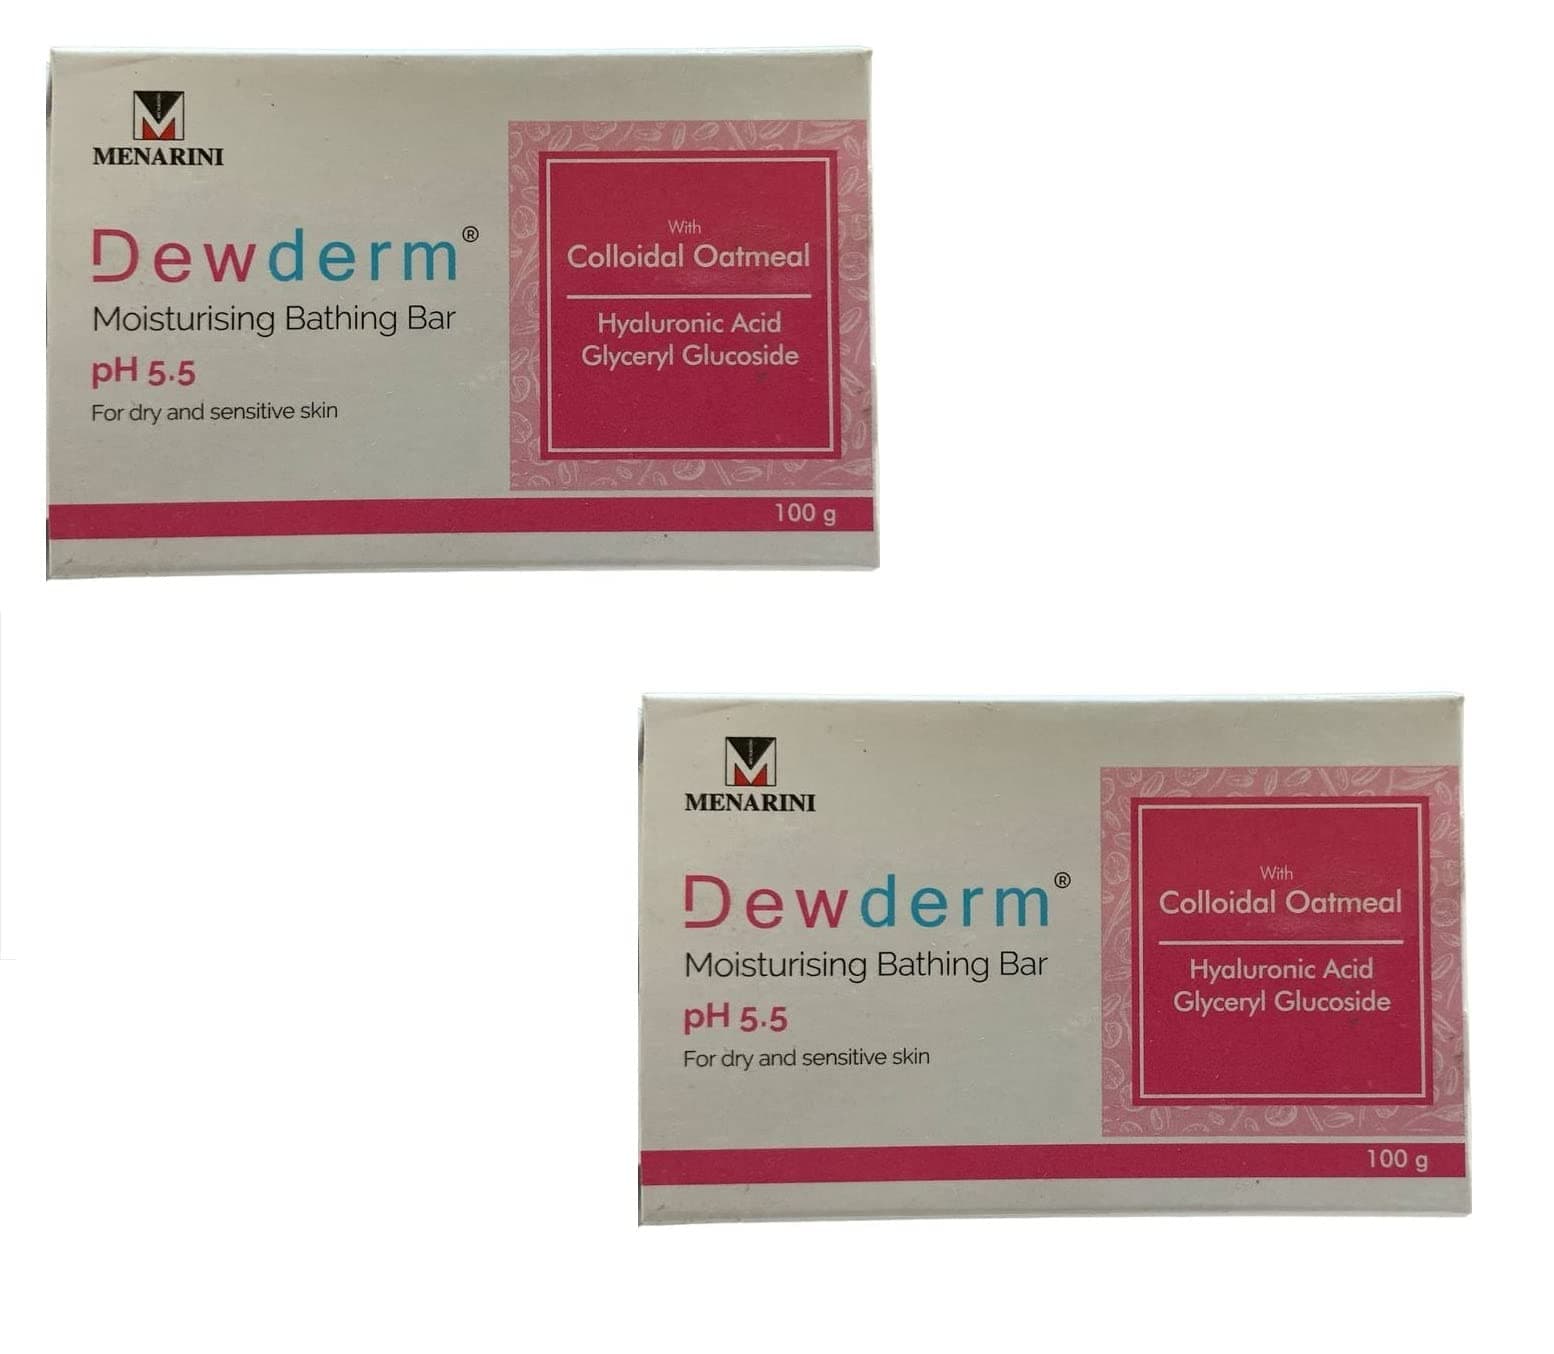 MENARINI
Dewderm®
Moisturising Bathing Bar
pH 5.5
For dry and sensitive skin
With
Colloidal Oatmeal
Hyaluronic Acid
Glyceryl Glucoside
100 g
MENARINI
Dewderm®
Moisturising Bathing Bar
pH 5.5
For dry and sensitive skin
With
Colloidal Oatmeal
Hyaluronic Acid
Glyceryl Glucoside
100 g